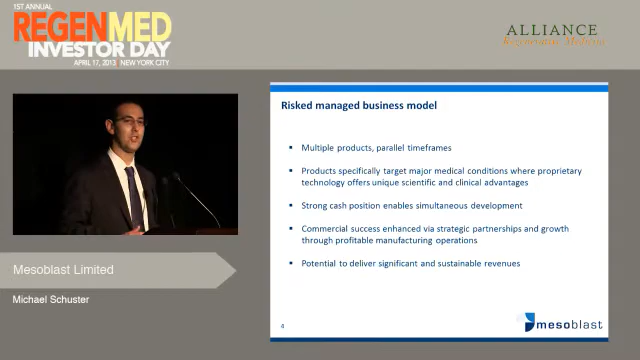 1ST ANNUAL
REGENMED
INVESTOR DAY
APRIL 17, 2013 | NEW YORK CITY
ALLIANCE
Regenerative Medicine
Risked managed business model
▪ Multiple products, parallel timeframes
▪ Products specifically target major medical conditions where proprietary
technology offers unique scientific and clinical advantages
▪ Strong cash position enables simultaneous development
▪ Commercial success enhanced via strategic partnerships and growth
through profitable manufacturing operations
▪ Potential to deliver significant and sustainable revenues
Mesoblast Limited
Michael Schuster
4
mesoblast